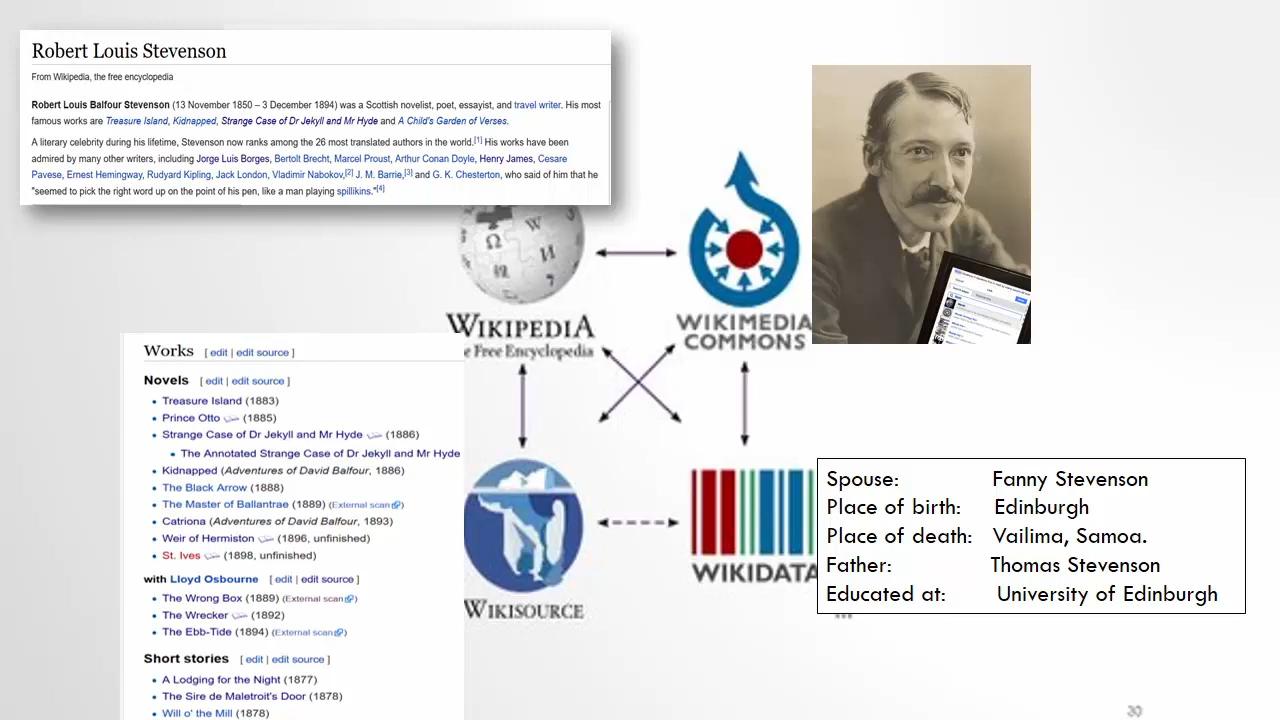 Robert Louis Stevenson
From Wikipedia, the free encyclopedia
Robert Louis Balfour Stevenson (13 November 1850 – 3 December 1894) was a Scottish novelist, poet, essayist, and travel writer. His most
famous works are Treasure Island, Kidnapped, Strange Case of Dr Jekyll and Mr Hyde and A Child's Garden of Verses.
A literary celebrity during his lifetime, Stevenson now ranks among the 26 most translated authors in the world.[1] His works have been
admired by many other writers, including Jorge Luis Borges, Bertolt Brecht, Marcel Proust, Arthur Conan Doyle, Henry James, Cesare
Pavese, Ernest Hemingway, Rudyard Kipling, Jack London, Vladimir Nabokov,[2] J. M. Barrie,[3] and G. K. Chesterton, who said of him that he
"seemed to pick the right word up on the point of his pen, like a man playing spillikins."[4]
Ω W И
WIKIPEDIA
e Free Encyclopedia
WIKIMEDIA
COMMONS
Works [ edit | edit source ]
Novels [ edit | edit source ]
Treasure Island (1883)
Prince Otto (1885)
Strange Case of Dr Jekyll and Mr Hyde (1886)
The Annotated Strange Case of Dr Jekyll and Mr Hyde
Kidnapped (Adventures of David Balfour, 1886)
The Black Arrow (1888)
The Master of Ballantrae (1889) (External scan)
Catriona (Adventures of David Balfour, 1893)
Weir of Hermiston (1896, unfinished)
St. Ives (1898, unfinished)
with Lloyd Osbourne [ edit | edit source ]
The Wrong Box (1889) (External scan)
The Wrecker (1892)
The Ebb-Tide (1894) (External scan)
Short stories [ edit | edit source ]
A Lodging for the Night (1877)
The Sire de Maletroit's Door (1878)
Will o' the Mill (1878)
WIKISOURCE
WIKIDATA
Spouse: Fanny Stevenson
Place of birth: Edinburgh
Place of death: Vailima, Samoa.
Father: Thomas Stevenson
Educated at: University of Edinburgh
...
30